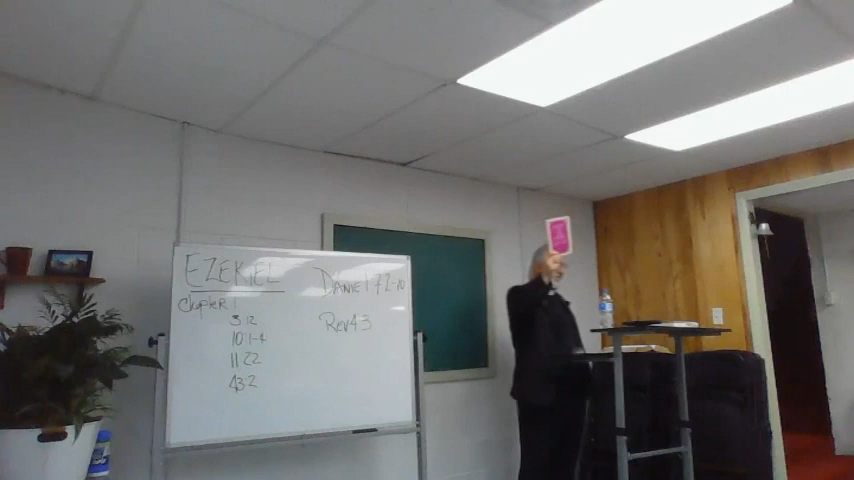 EZEKIEL
Chapter 1
3:12
10:1-4
11:22
43:2
Daniel 7:2-10
Rev 4:3